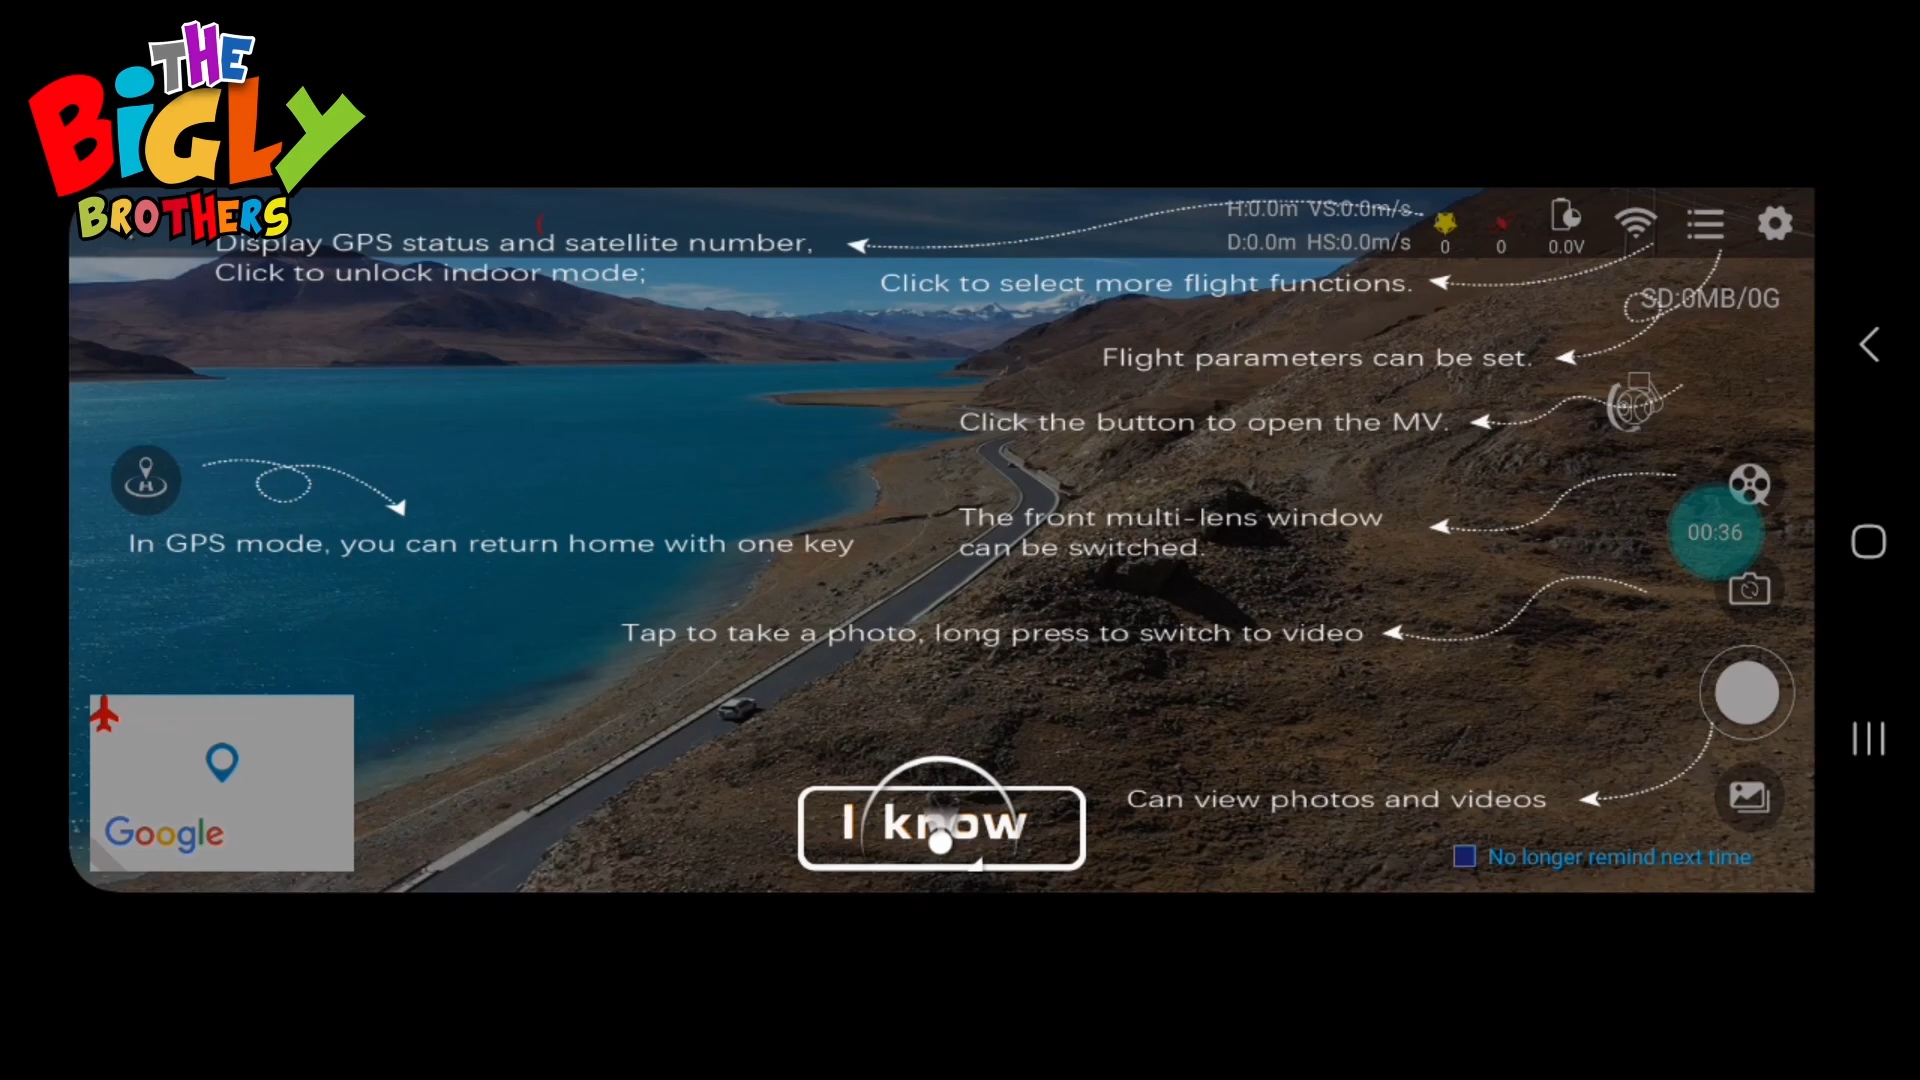 THE
BiGLY
BROTHERS
H:0.0m VS:0.0m/s
D:0.0m HS:0.0m/s
0
0
0.0V
Display GPS status and satellite number,
Click to unlock indoor mode;
Click to select more flight functions.
SD:0MB/0G
Flight parameters can be set.
Click the button to open the MV.
The front multi-lens window
can be switched.
00:36
H
In GPS mode, you can return home with one key
Tap to take a photo, long press to switch to video
Google
I know
Can view photos and videos
No longer remind next time